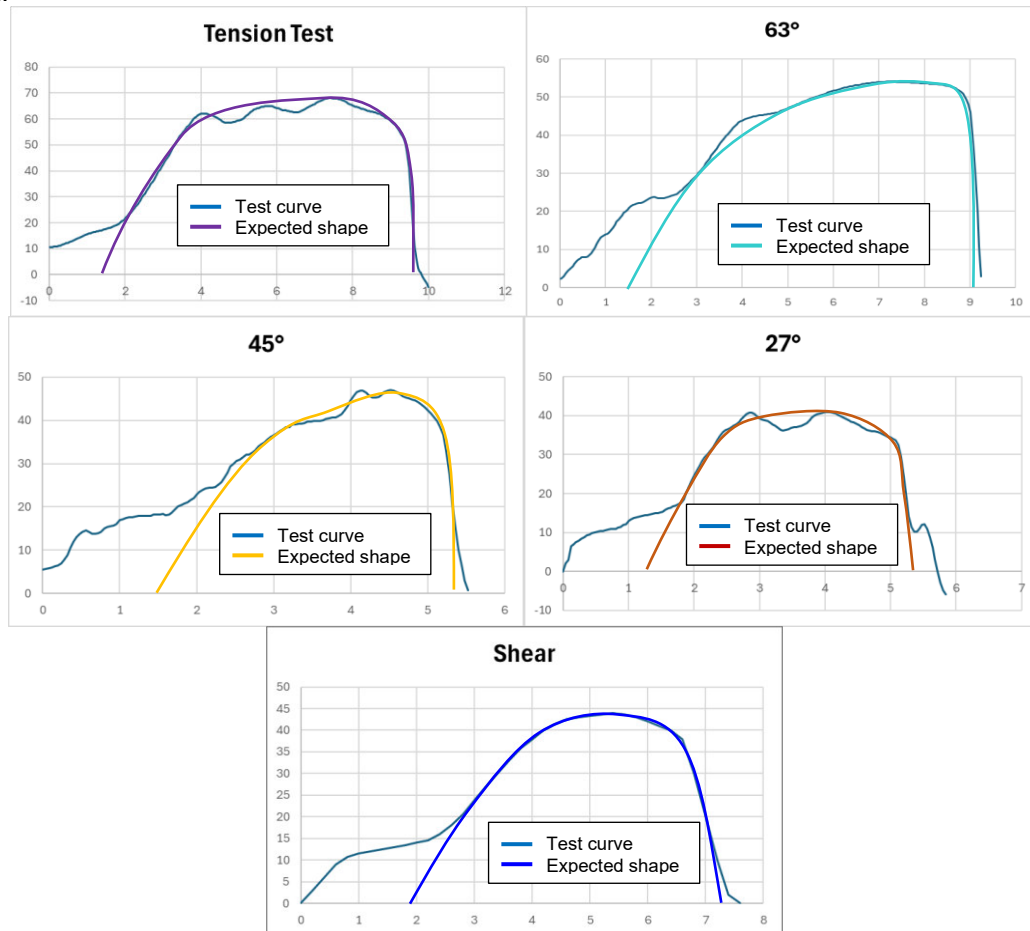 Tension Test
80
70
60
50
40
30
20
10
0
-10
0 2 4 6 8 10 12
Test curve
Expected shape
63°
60
50
40
30
20
10
0
0 1 2 3 4 5 6 7 8 9 10
Test curve
Expected shape
45°
50
40
30
20
10
0
0 1 2 3 4 5 6
Test curve
Expected shape
27°
50
40
30
20
10
0
-10
0 1 2 3 4 5 6 7
Test curve
Expected shape
Shear
50
45
40
35
30
25
20
15
10
5
0
0 1 2 3 4 5 6 7 8
Test curve
Expected shape